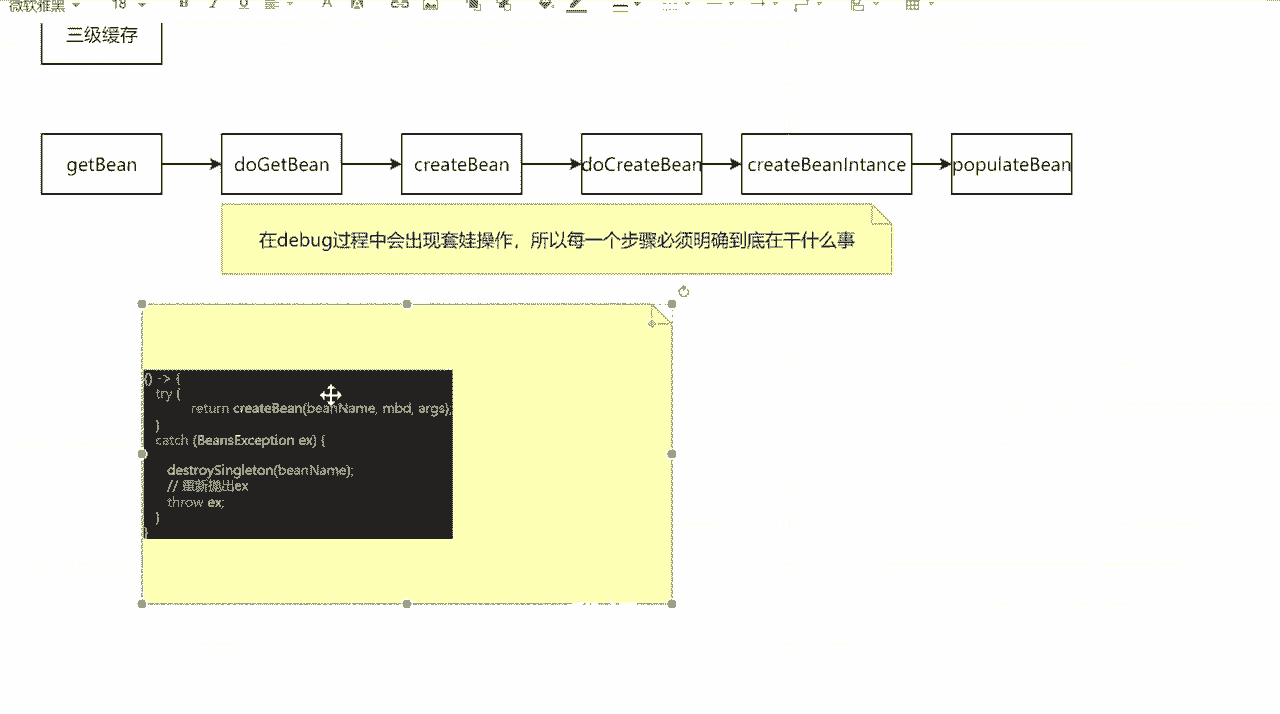 微软雅黑 18 B I U A
三级缓存
getBean doGetBean createBean doCreateBean createBeanIntance populateBean
在debug过程中会出现套娃操作，所以每一个步骤必须明确到底在干什么事
() -> {
try {
return createBean(beanName, mbd, args);
}
catch (BeansException ex) {
destroySingleton(beanName);
// 重新抛出ex
throw ex;
}
}